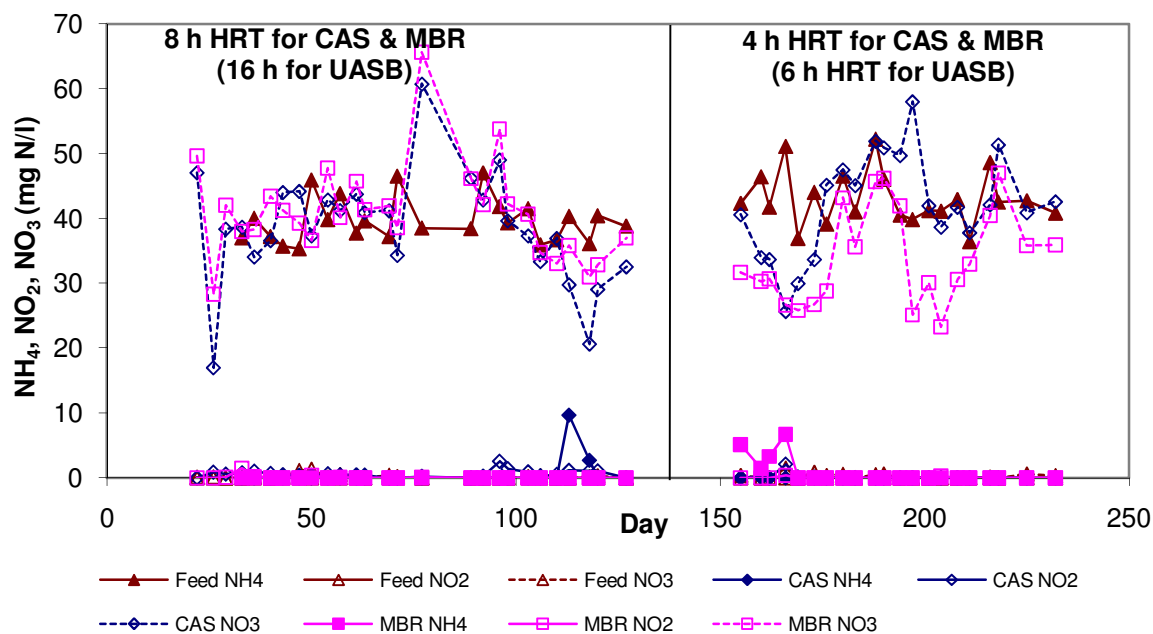 8 h HRT for CAS & MBR
(16 h for UASB)
4 h HRT for CAS & MBR
(6 h HRT for UASB)
NH4, NO2, NO3 (mg N/l)
70
60
50
40
30
20
10
0
0 50 100 150 200 250
Day
Feed NH4 Feed NO2 Feed NO3 CAS NH4 CAS NO2
CAS NO3 MBR NH4 MBR NO2 MBR NO3